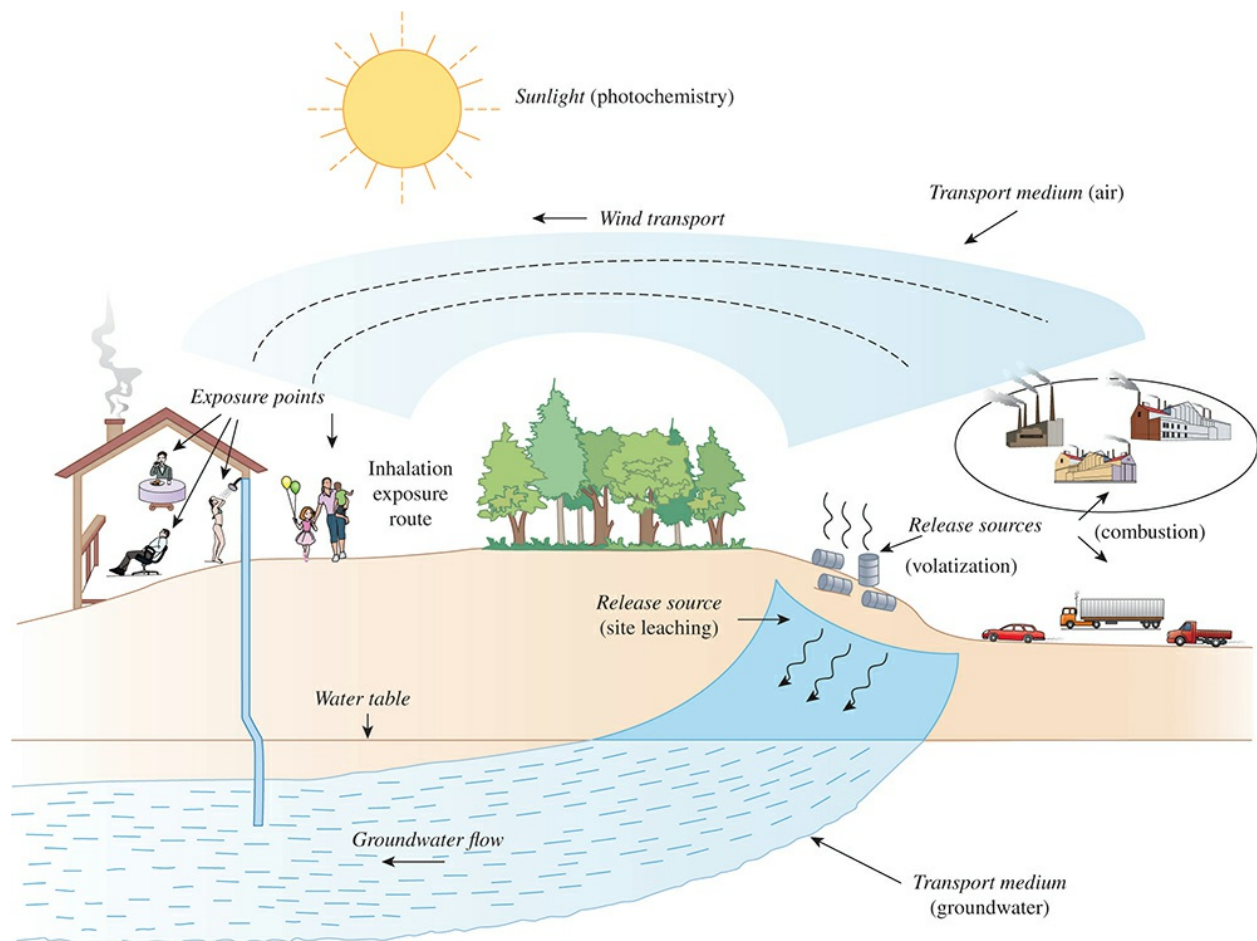 Sunlight (photochemistry)
Transport medium (air)
Wind transport
Exposure points
Inhalation
exposure
route
Release sources
(combustion)
(volatization)
Release source
(site leaching)
Water table
Groundwater flow
Transport medium
(groundwater)